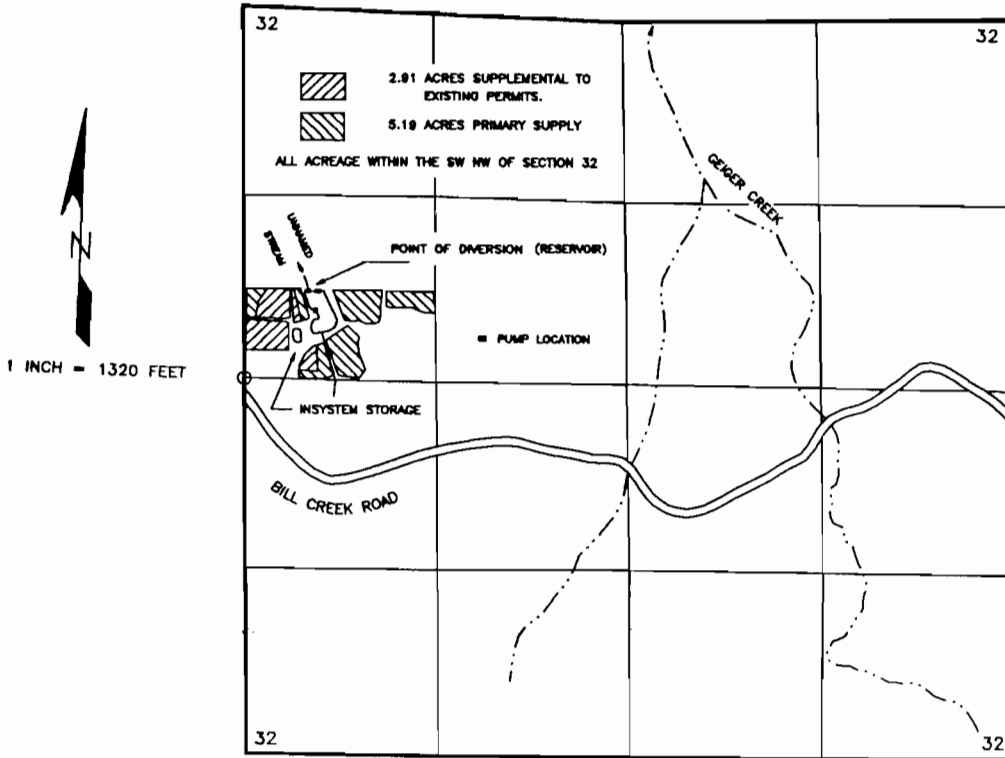 32
32
2.91 ACRES SUPPLEMENTAL TO
EXISTING PERMITS.
5.19 ACRES PRIMARY SUPPLY
ALL ACREAGE WITHIN THE SW NW OF SECTION 32
GEIGER CREEK
UNNAMED
STREAM
POINT OF DIVERSION (RESERVOIR)
N
= PUMP LOCATION
1 INCH = 1320 FEET
INSYSTEM STORAGE
BILL CREEK ROAD
32
32